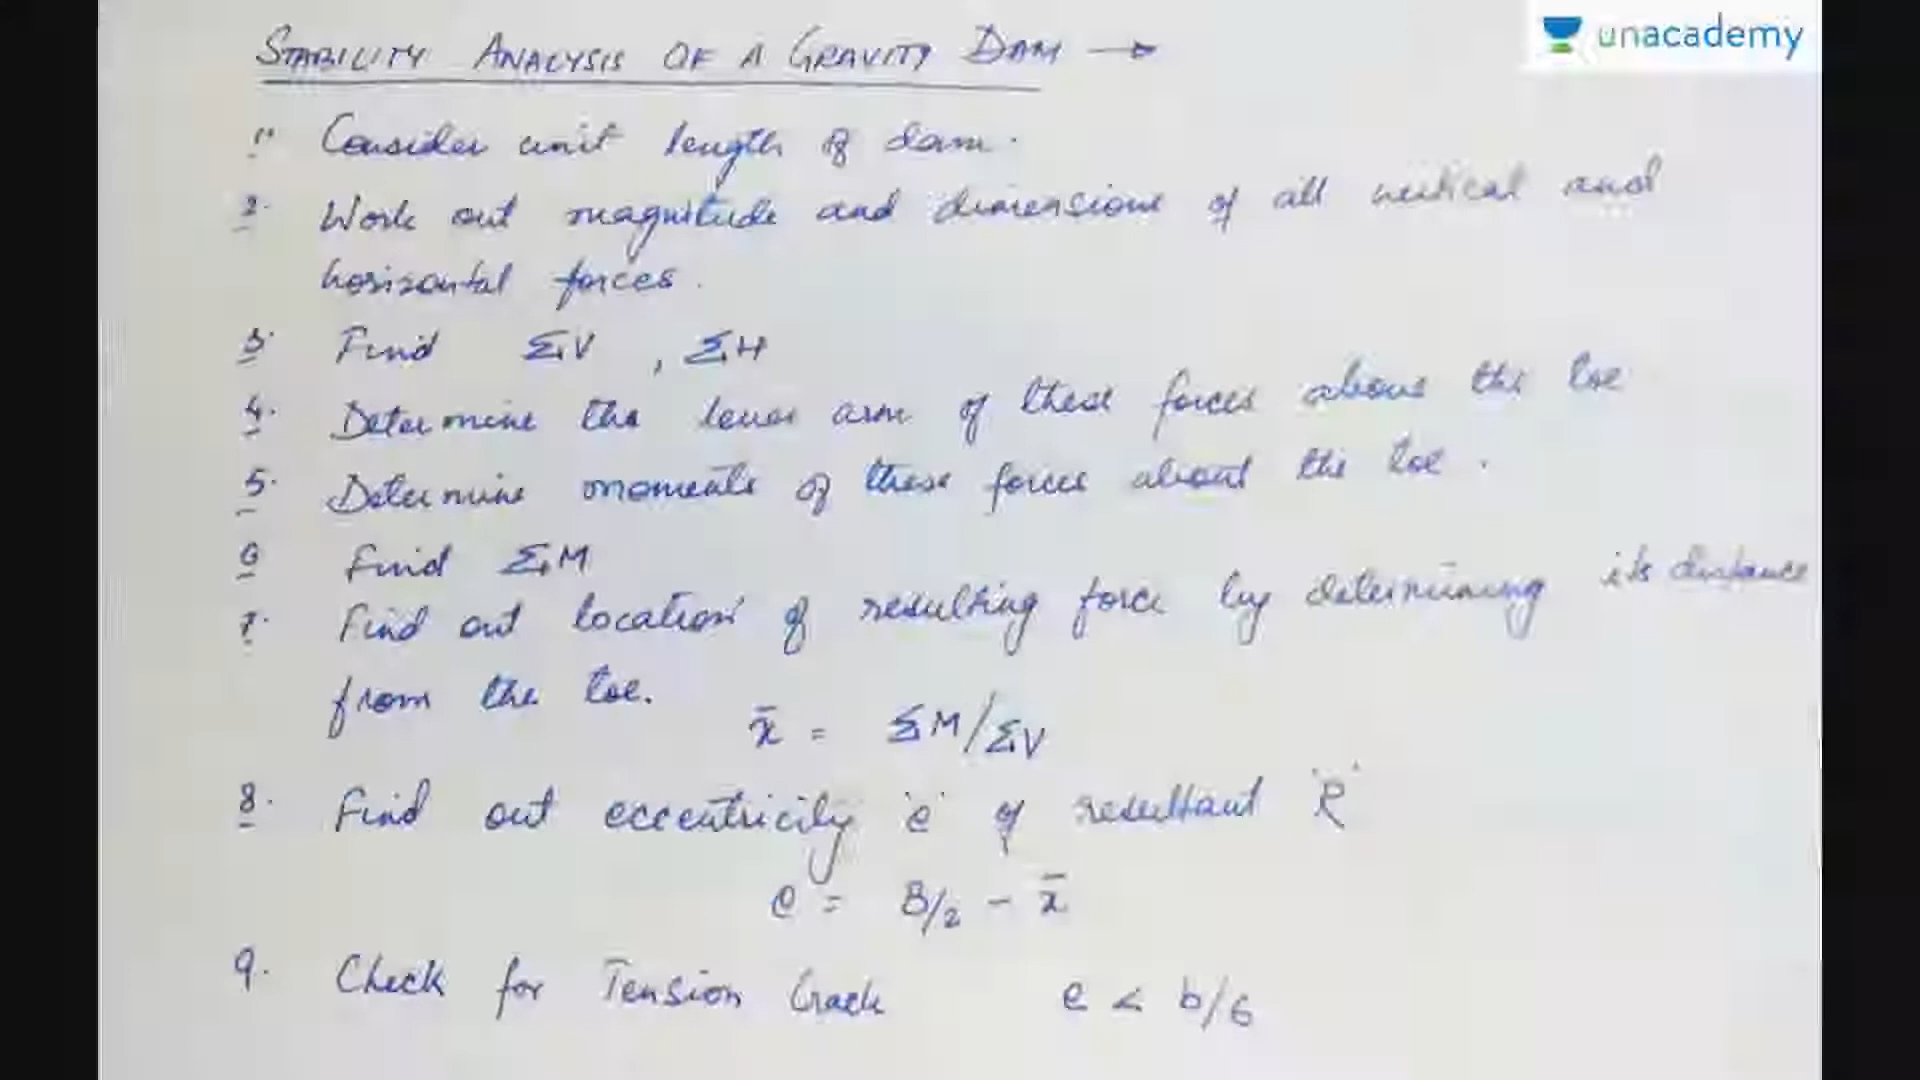 STABILITY ANALYSIS OF A GRAVITY DAM →
unacademy
1. Consider unit length of dam.
2. Work out magnitude and dimensions of all vertical and
horizontal forces.
3. Find ΣV, ΣH
4. Determine the lever arm of these forces about the toe
5. Determine moments of these forces about the toe.
6 Find ΣM
7. Find out location of resulting force by determining its distance
from the toe.
x̄ = ΣM/ΣV
8. Find out eccentricity 'e' of resultant 'R'
e = B/2 - x̄
9. Check for Tension Crack e < b/6